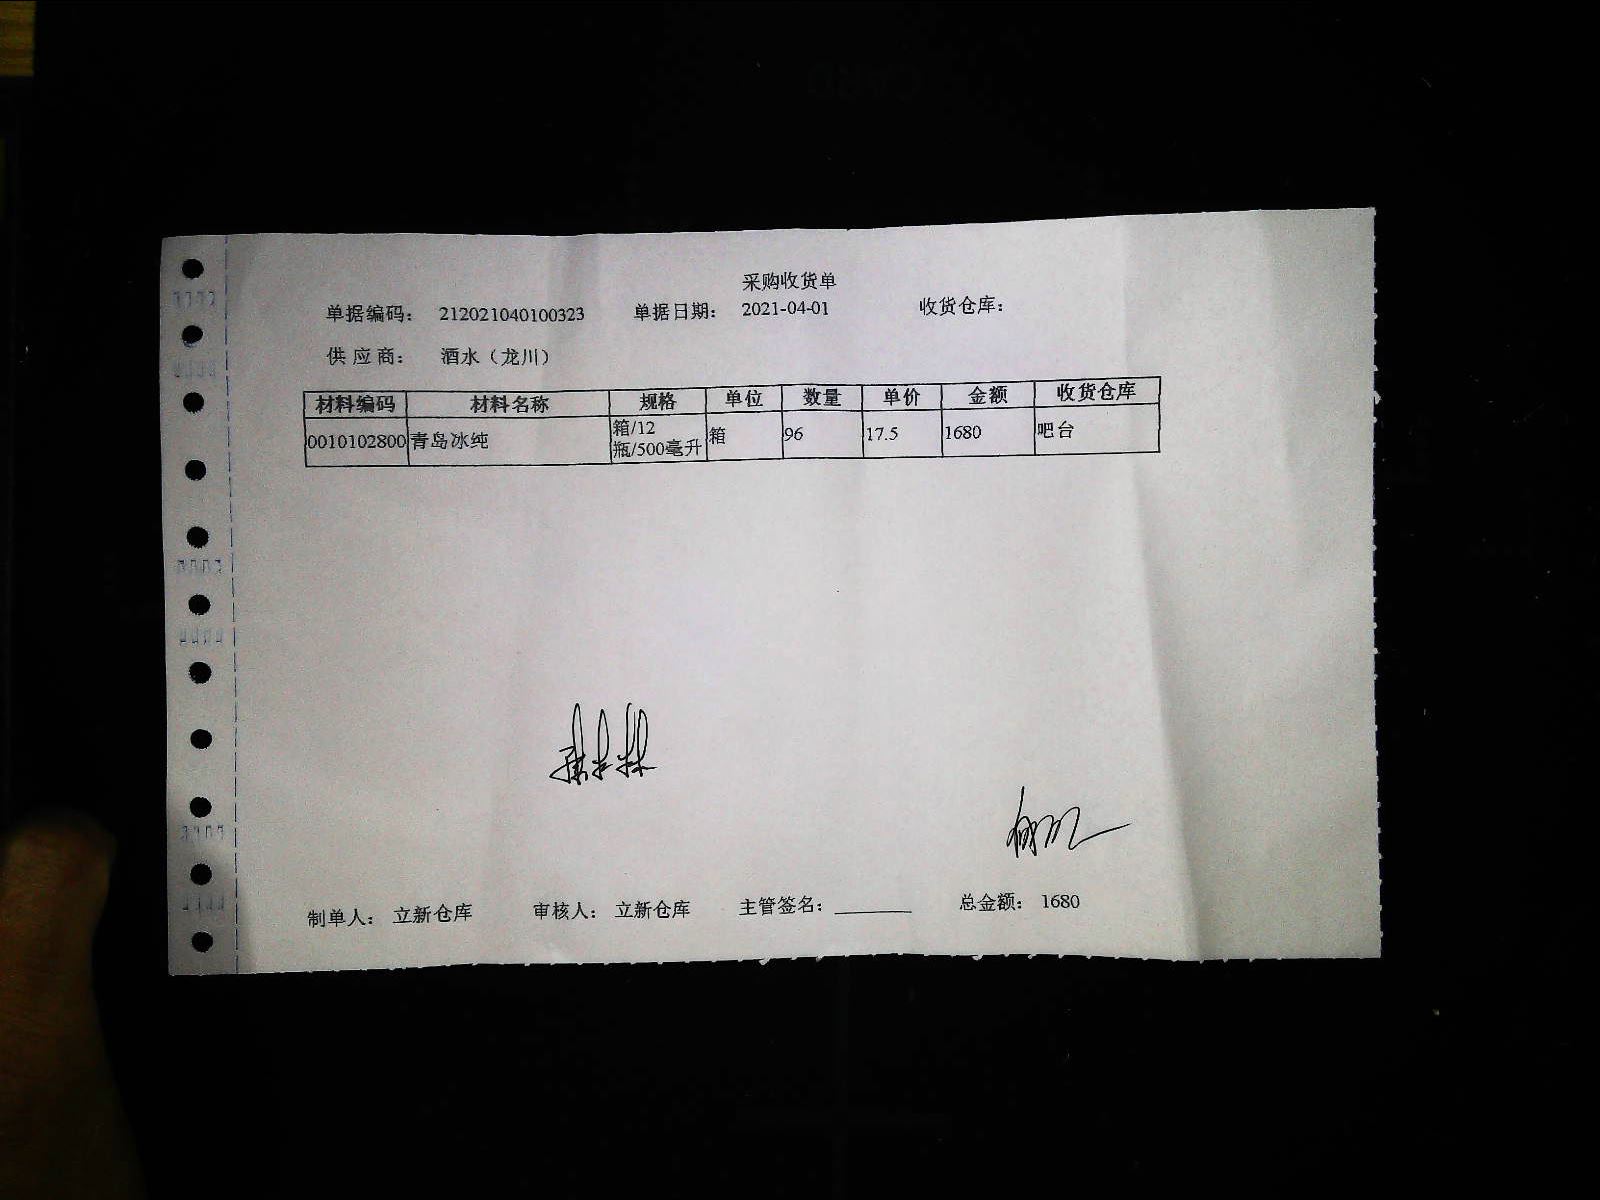 采购收货单
单据编码： 212021040100323 单据日期： 2021-04-01 收货仓库：
供 应 商： 酒水（龙川）
材料编码 材料名称 规格 单位 数量 单价 金额 收货仓库
0010102800 青岛冰纯 箱/12瓶/500毫升 箱 96 17.5 1680 吧台
制单人： 立新仓库 审核人： 立新仓库 主管签名：________ 总金额： 1680